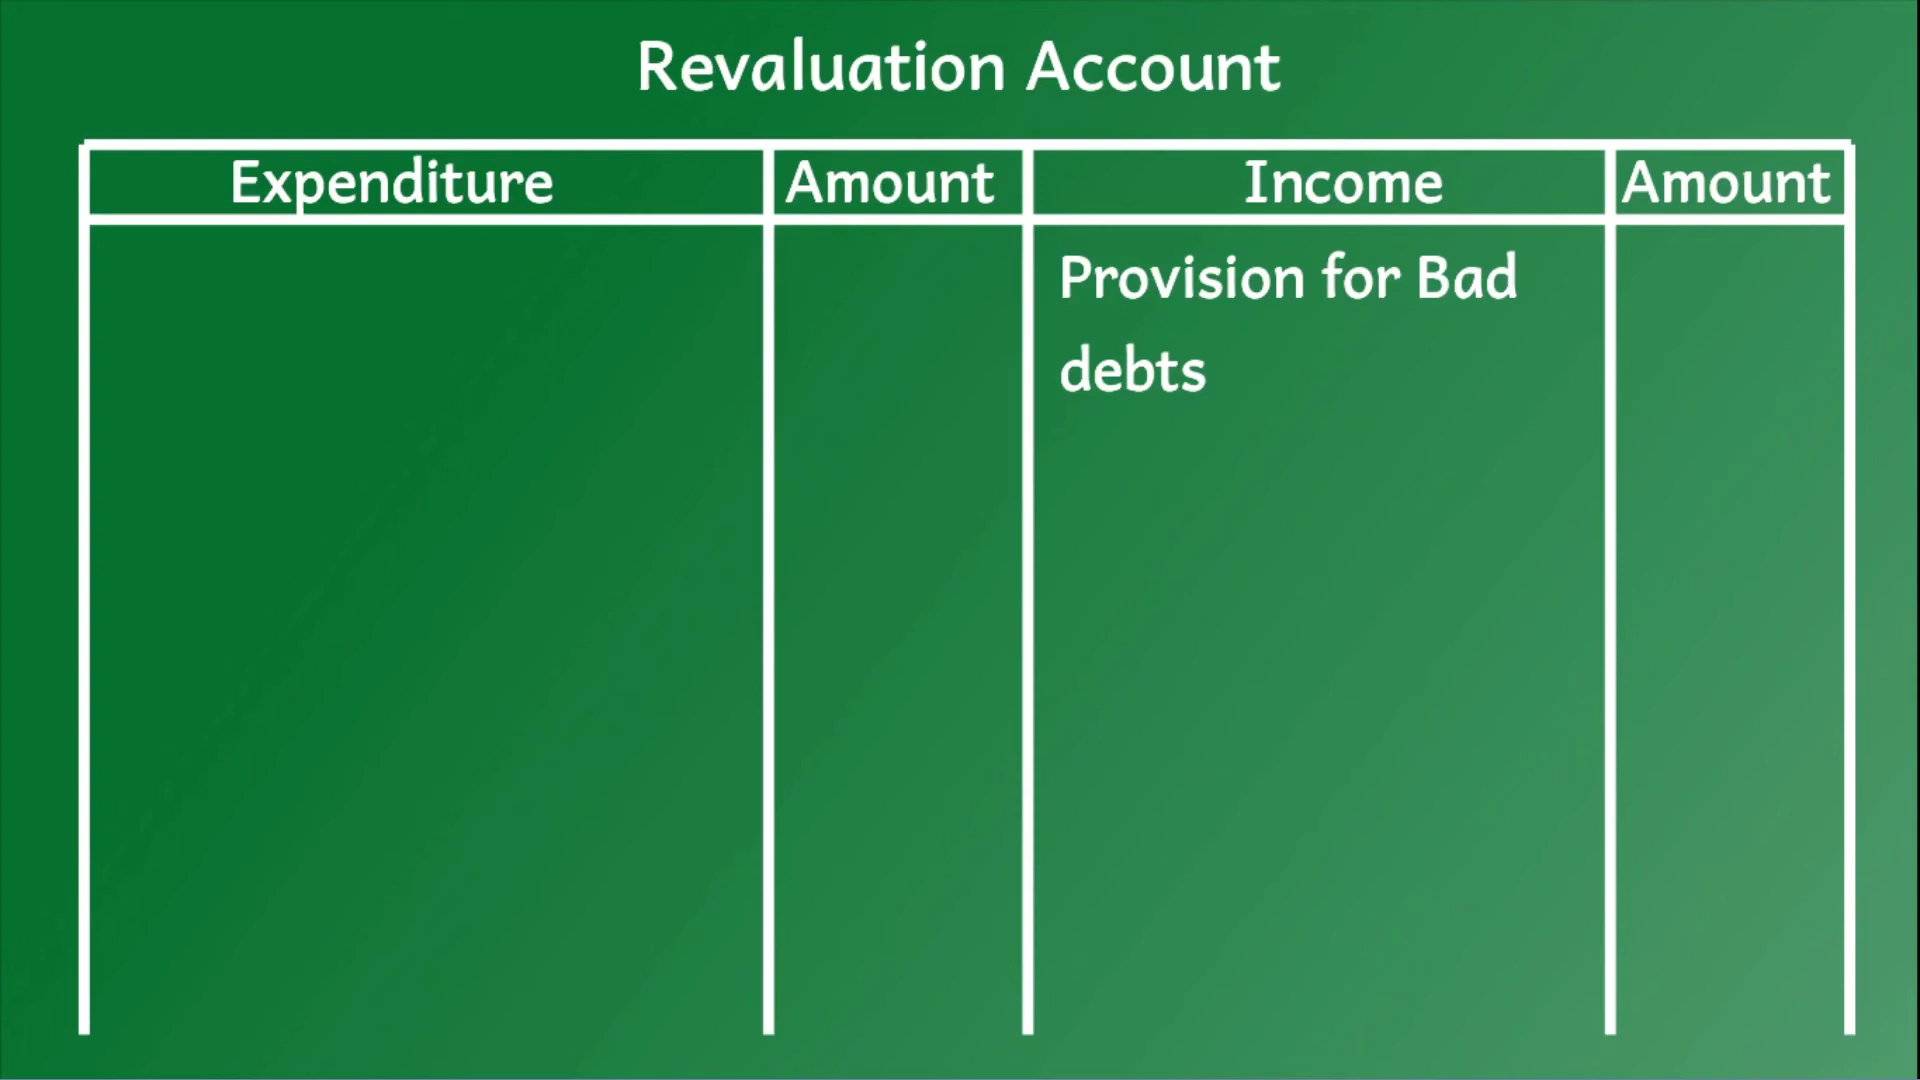 Revaluation Account
Expenditure Amount Income Amount
Provision for Bad
debts